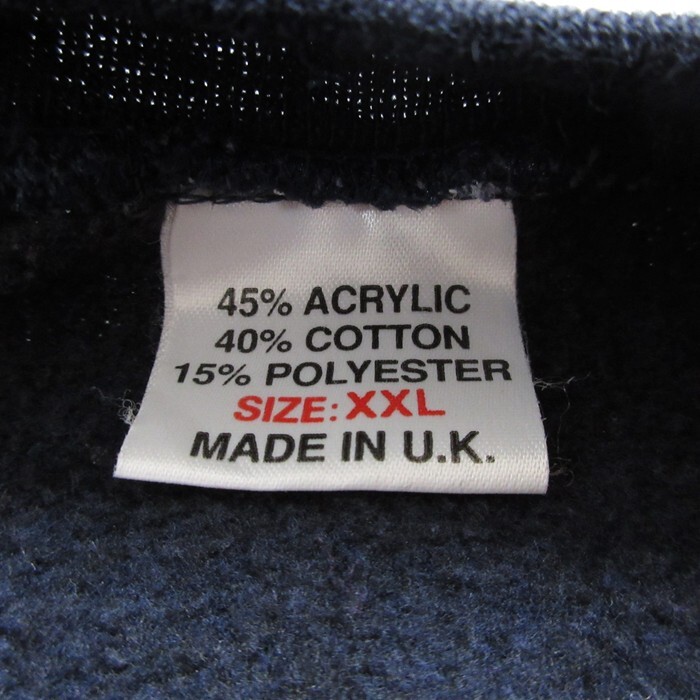 45% ACRYLIC
40% COTTON
15% POLYESTER
SIZE: XXL
MADE IN U.K.